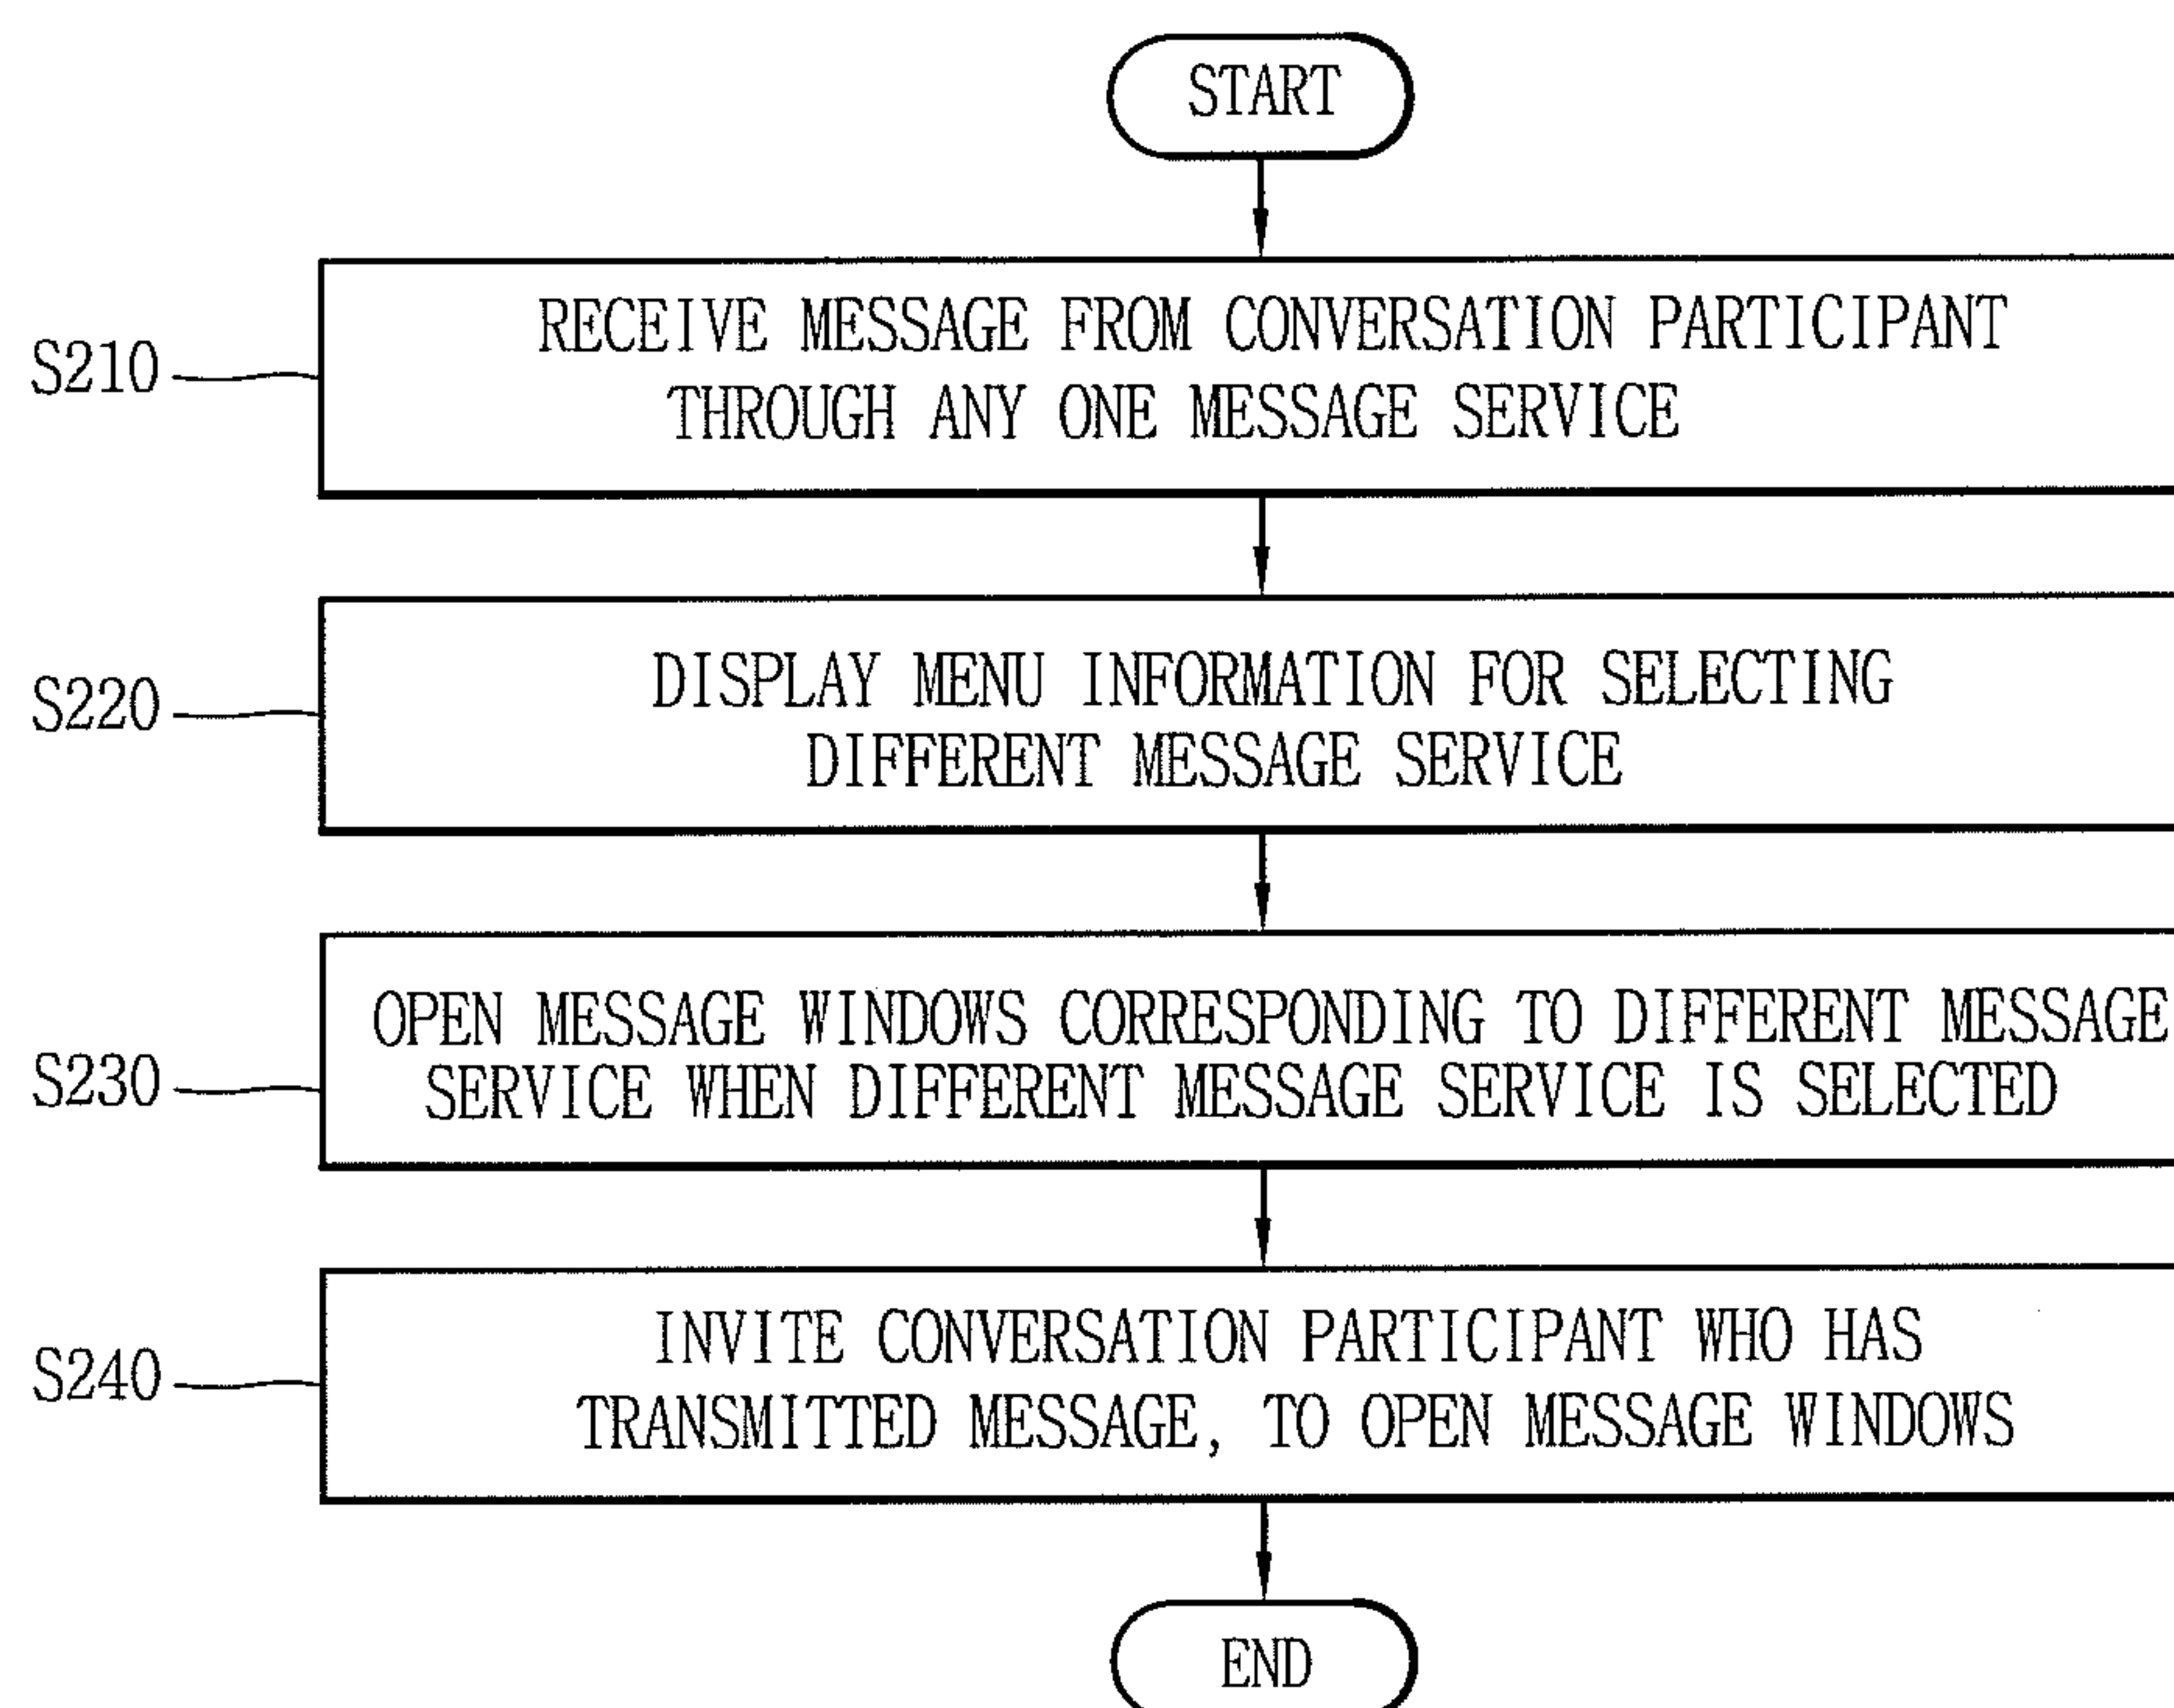 START
S210
RECEIVE MESSAGE FROM CONVERSATION PARTICIPANT
THROUGH ANY ONE MESSAGE SERVICE
S220
DISPLAY MENU INFORMATION FOR SELECTING
DIFFERENT MESSAGE SERVICE
S230
OPEN MESSAGE WINDOWS CORRESPONDING TO DIFFERENT MESSAGE
SERVICE WHEN DIFFERENT MESSAGE SERVICE IS SELECTED
S240
INVITE CONVERSATION PARTICIPANT WHO HAS
TRANSMITTED MESSAGE, TO OPEN MESSAGE WINDOWS
END